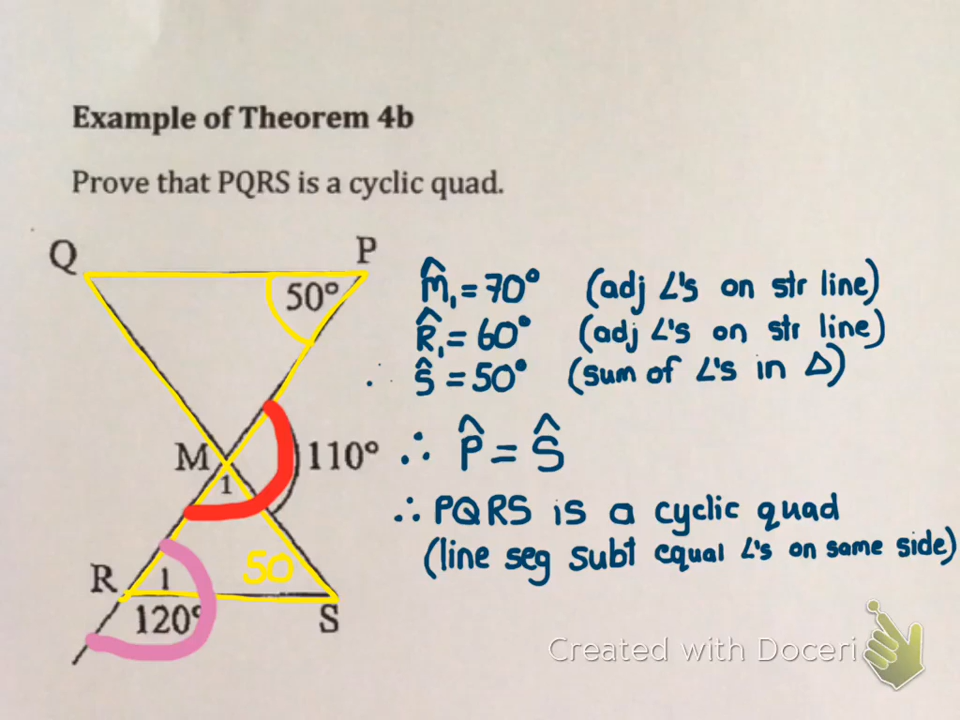 Example of Theorem 4b
Prove that PQRS is a cyclic quad.
Q
P
50°
M
1
110°
R
1
50
120°
S
M̂₁ = 70° (adj ∠'s on str line)
R̂₁ = 60° (adj ∠'s on str line)
Ŝ = 50° (sum of ∠'s in Δ)
∴ P̂ = Ŝ
∴ PQRS is a cyclic quad
(line seg subt equal ∠'s on same side)
Created with Doceri